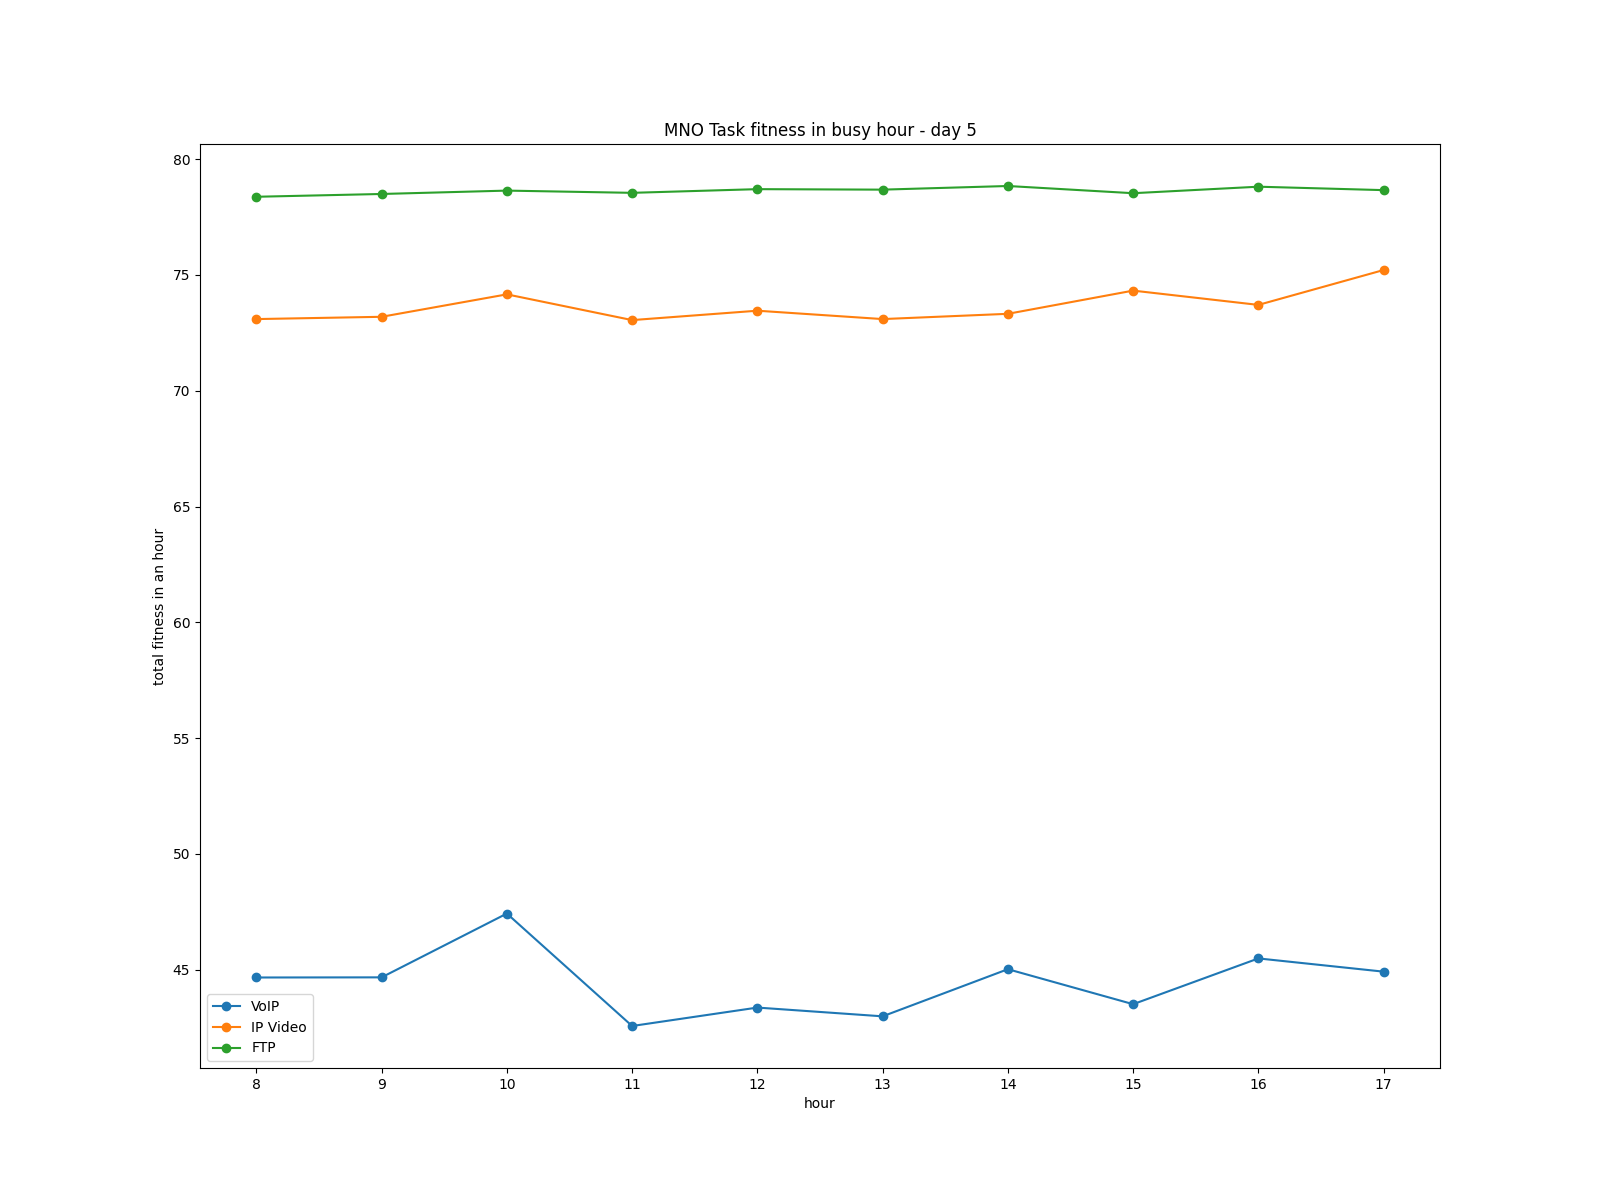 MNO Task fitness in busy hour - day 5
80
75
70
65
60
55
50
45
total fitness in an hour
VoIP
IP Video
FTP
8 9 10 11 12 13 14 15 16 17
hour